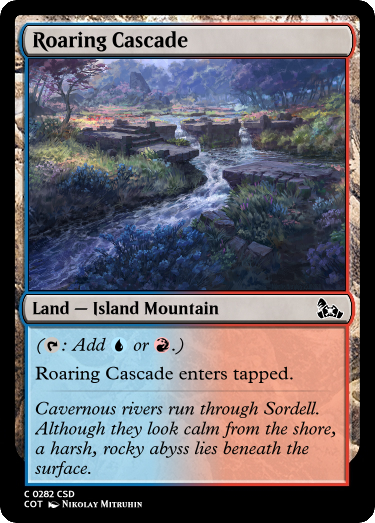 Roaring Cascade
Land — Island Mountain
(: Add  or .)
Roaring Cascade enters tapped.
Cavernous rivers run through Sordell.
Although they look calm from the shore,
a harsh, rocky abyss lies beneath the
surface.
C 0282 CSD
COT Nikolay Mitruhin